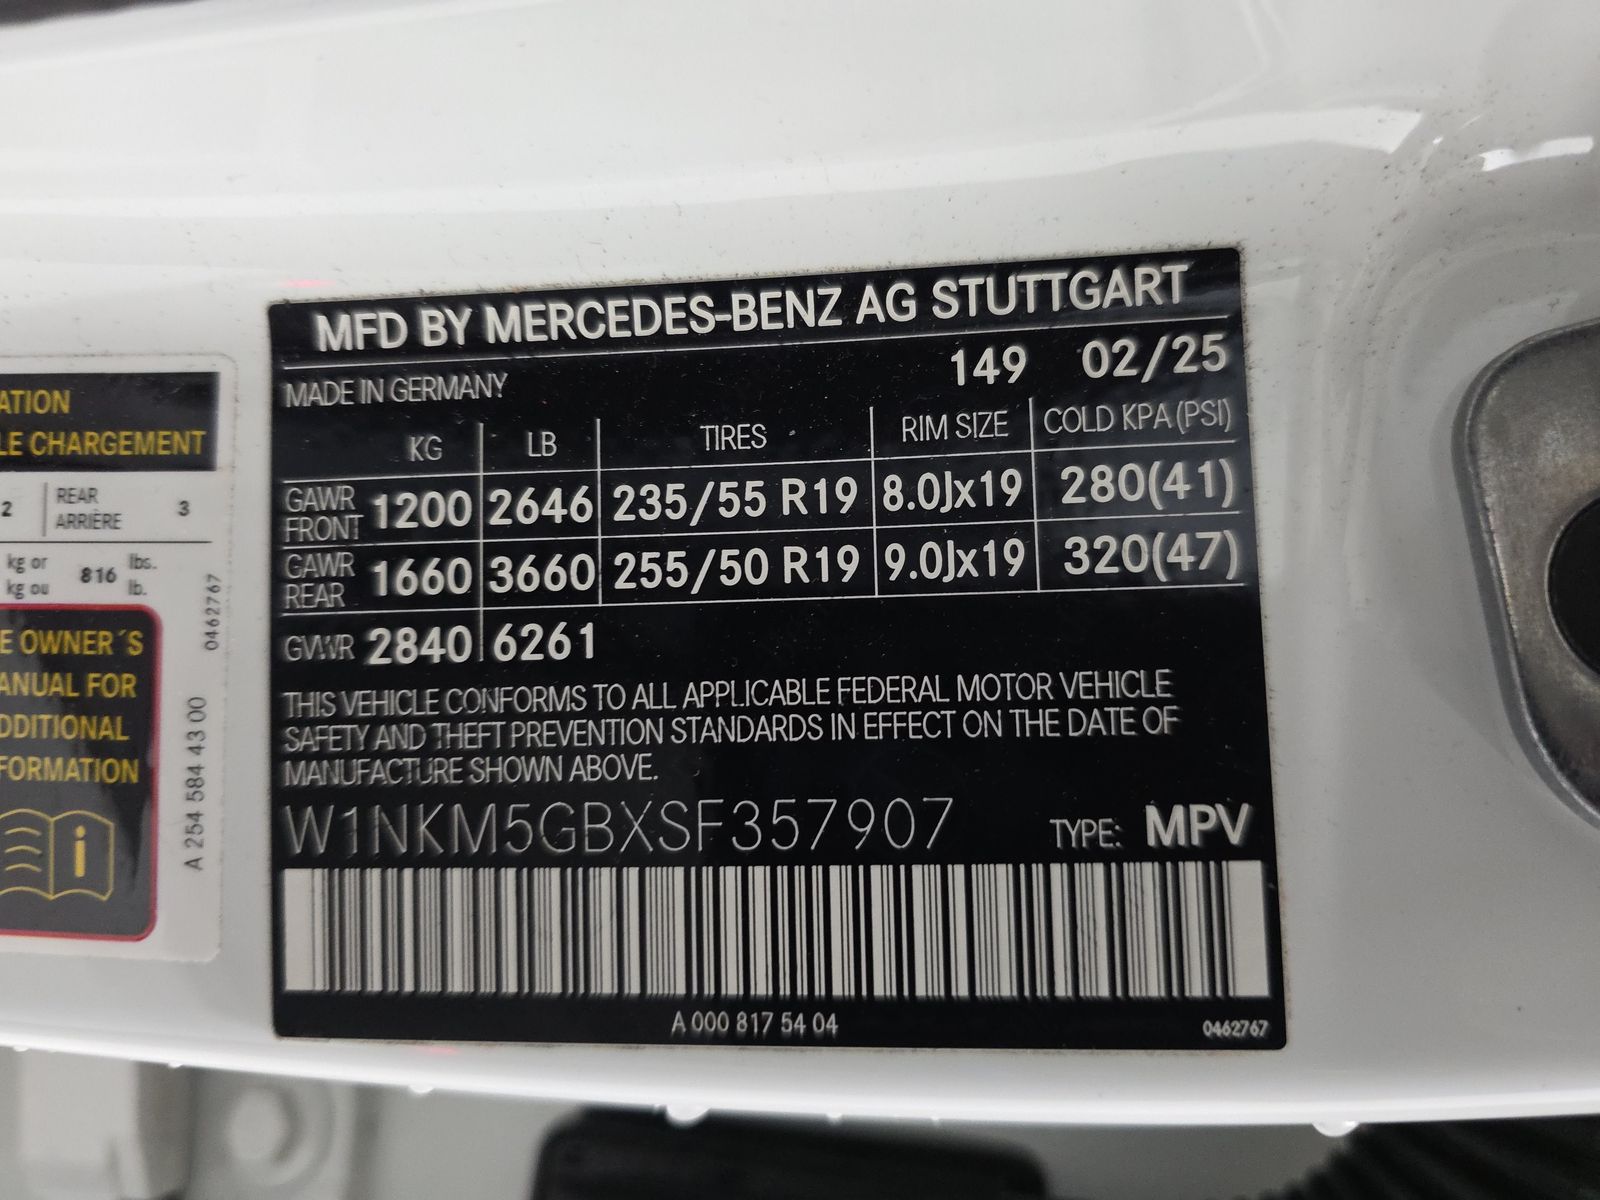 MFD BY MERCEDES-BENZ AG STUTTGART
MADE IN GERMANY 149 02/25
KG LB TIRES RIM SIZE COLD KPA (PSI)
GAWR FRONT 1200 2646 235/55 R19 8.0Jx19 280(41)
GAWR REAR 1660 3660 255/50 R19 9.0Jx19 320(47)
GVWR 2840 6261
THIS VEHICLE CONFORMS TO ALL APPLICABLE FEDERAL MOTOR VEHICLE
SAFETY AND THEFT PREVENTION STANDARDS IN EFFECT ON THE DATE OF
MANUFACTURE SHOWN ABOVE.
W1NKM5GBXSF357907 TYPE: MPV
A 000 817 54 04 0462767
ATION
LE CHARGEMENT
2 REAR ARRIÈRE 3
kg or 816 lbs.
kg ou lb.
E OWNER´S
ANUAL FOR
DDITIONAL
FORMATION
i
0462767
A 254 584 43 00